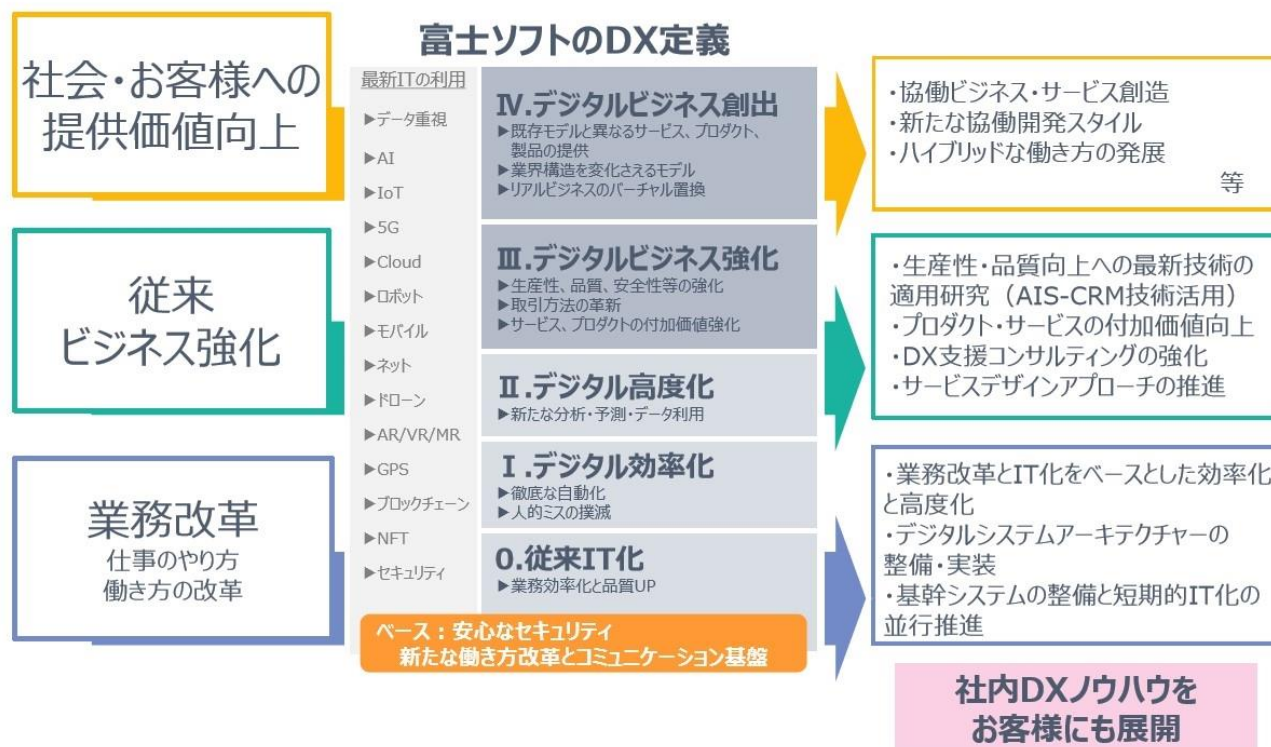 富士ソフトのDX定義
社会・お客様への
提供価値向上
従来
ビジネス強化
業務改革
仕事のやり方
働き方の改革
最新ITの利用
▶データ重視
▶AI
▶IoT
▶5G
▶Cloud
▶ロボット
▶モバイル
▶ネット
▶ドローン
▶AR/VR/MR
▶GPS
▶ブロックチェーン
▶NFT
▶セキュリティ
Ⅳ.デジタルビジネス創出
▶既存モデルと異なるサービス、プロダクト、
製品の提供
▶業界構造を変化さえるモデル
▶リアルビジネスのバーチャル置換
Ⅲ.デジタルビジネス強化
▶生産性、品質、安全性等の強化
▶取引方法の革新
▶サービス、プロダクトの付加価値強化
Ⅱ.デジタル高度化
▶新たな分析・予測・データ利用
Ⅰ.デジタル効率化
▶徹底な自動化
▶人的ミスの撲滅
0.従来IT化
▶業務効率化と品質UP
ベース：安心なセキュリティ
新たな働き方改革とコミュニケーション基盤
・協働ビジネス・サービス創造
・新たな協働開発スタイル
・ハイブリッドな働き方の発展
等
・生産性・品質向上への最新技術の
適用研究（AIS-CRM技術活用）
・プロダクト・サービスの付加価値向上
・DX支援コンサルティングの強化
・サービスデザインアプローチの推進
・業務改革とIT化をベースとした効率化
と高度化
・デジタルシステムアーキテクチャーの
整備・実装
・基幹システムの整備と短期的IT化の
並行推進
社内DXノウハウを
お客様にも展開